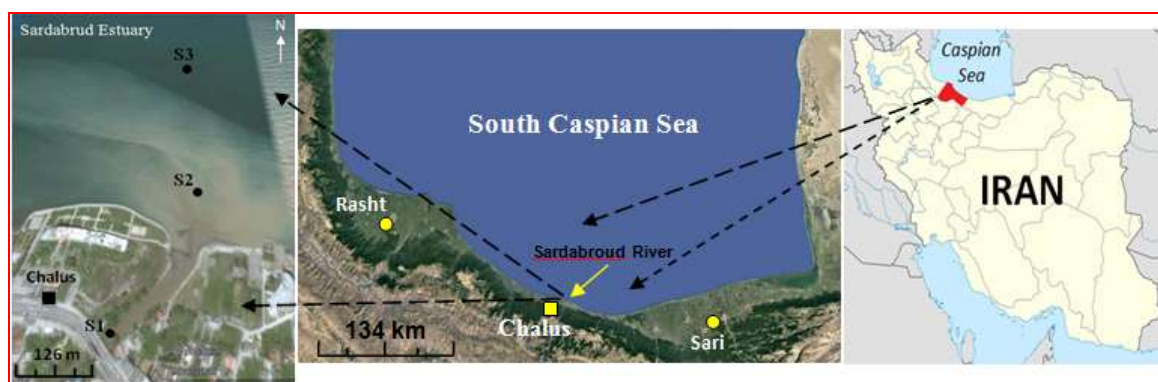 Sardabrud Estuary
N
S3
S2
Chalus
S1
126 m
South Caspian Sea
Rasht
Sardabroud River
Chalus
134 km
Sari
Caspian
Sea
IRAN